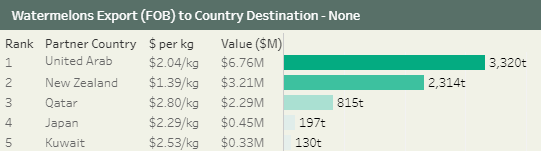 Watermelons Export (FOB) to Country Destination - None
Rank Partner Country $ per kg Value ($M)
1 United Arab $2.04/kg $6.76M 3,320t
2 New Zealand $1.39/kg $3.21M 2,314t
3 Qatar $2.80/kg $2.29M 815t
4 Japan $2.29/kg $0.45M 197t
5 Kuwait $2.53/kg $0.33M 130t